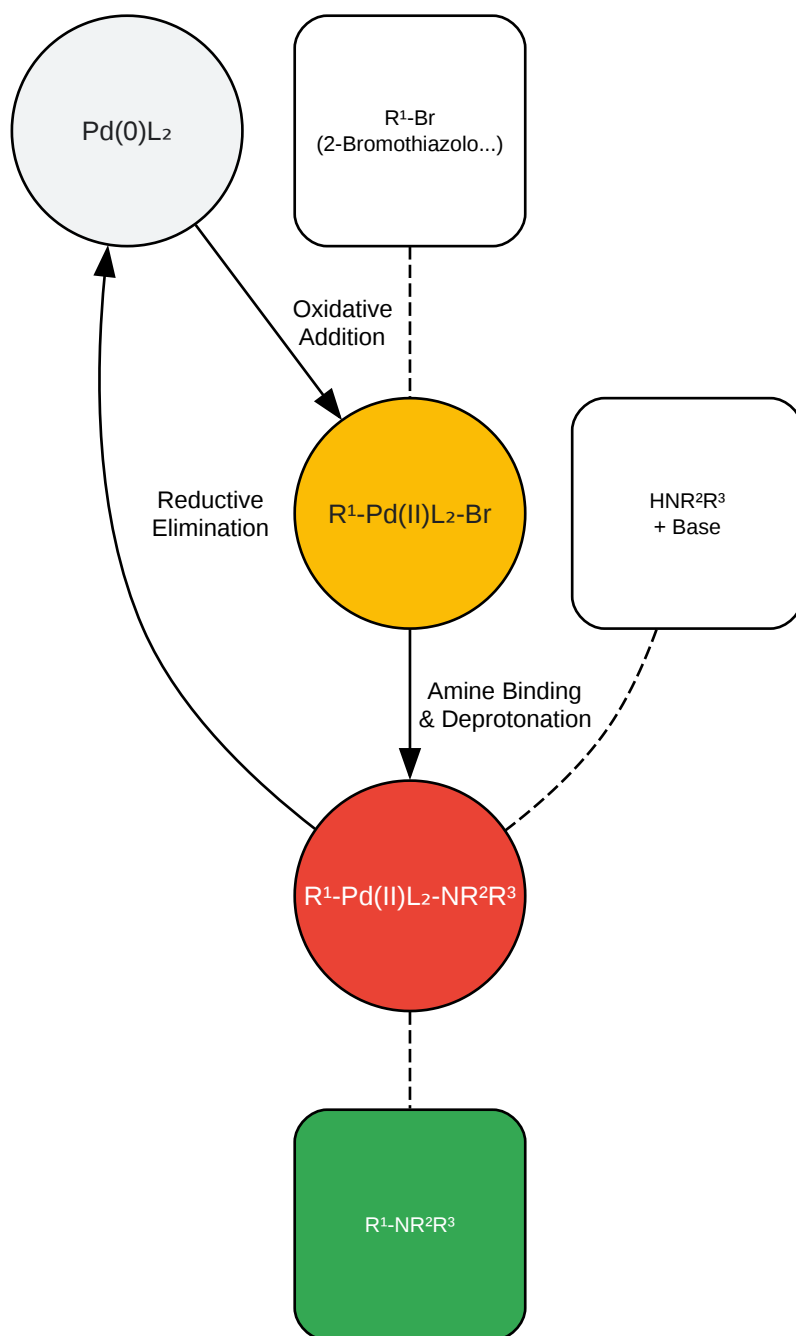 Pd(0)L₂
R¹-Br
(2-Bromothiazolo...)
Oxidative
Addition
Reductive
Elimination
R¹-Pd(II)L₂-Br
HNR²R³
+ Base
Amine Binding
& Deprotonation
R¹-Pd(II)L₂-NR²R³
R¹-NR²R³